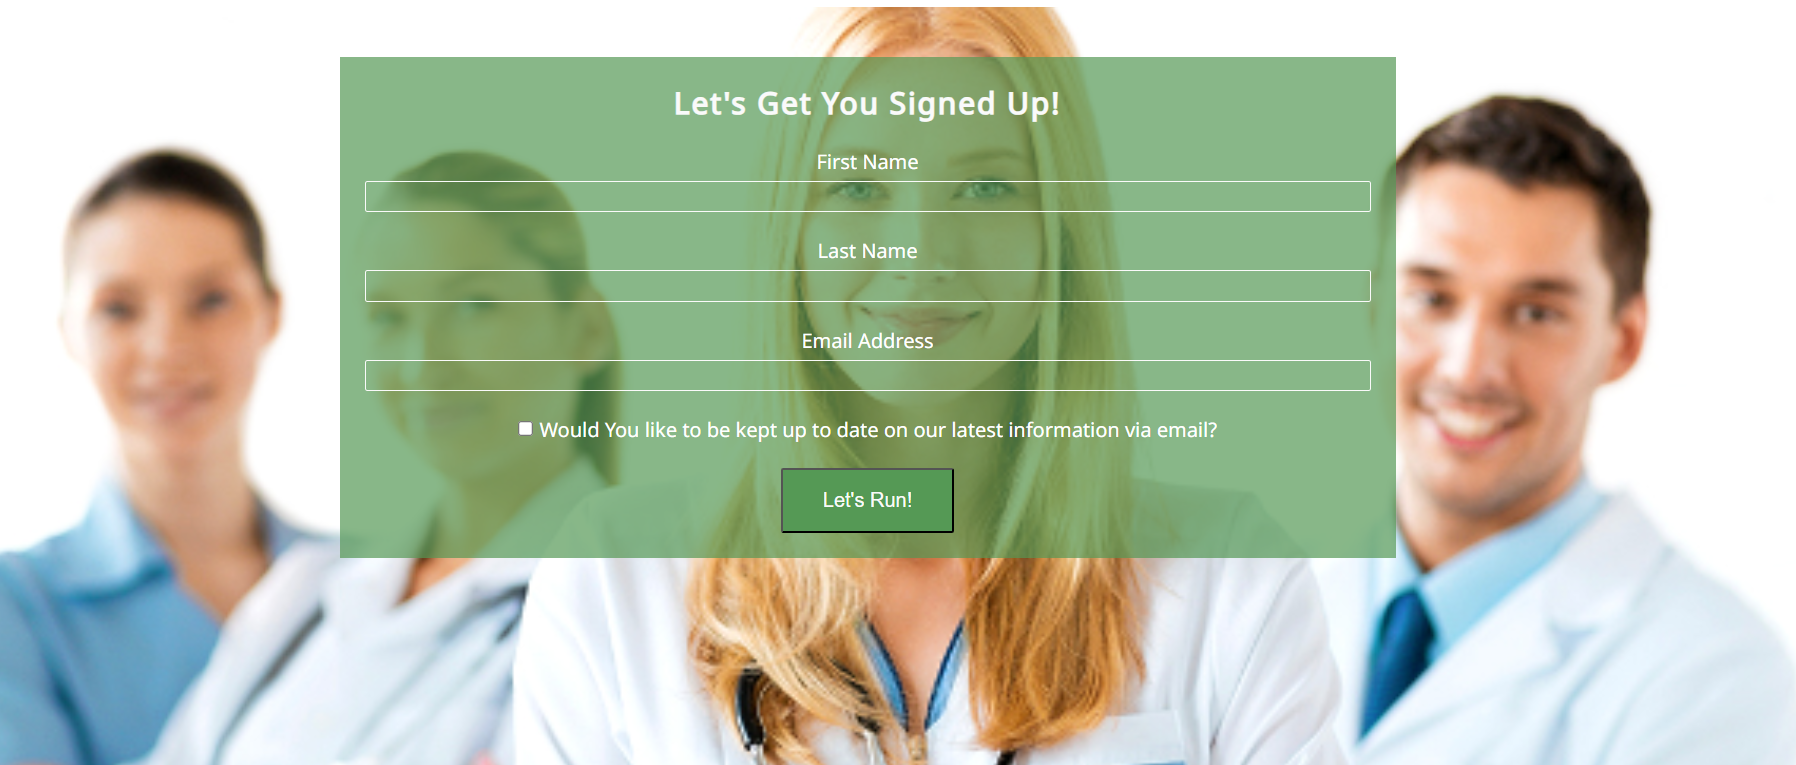 Let's Get You Signed Up!
First Name
Last Name
Email Address
Would You like to be kept up to date on our latest information via email?
Let's Run!